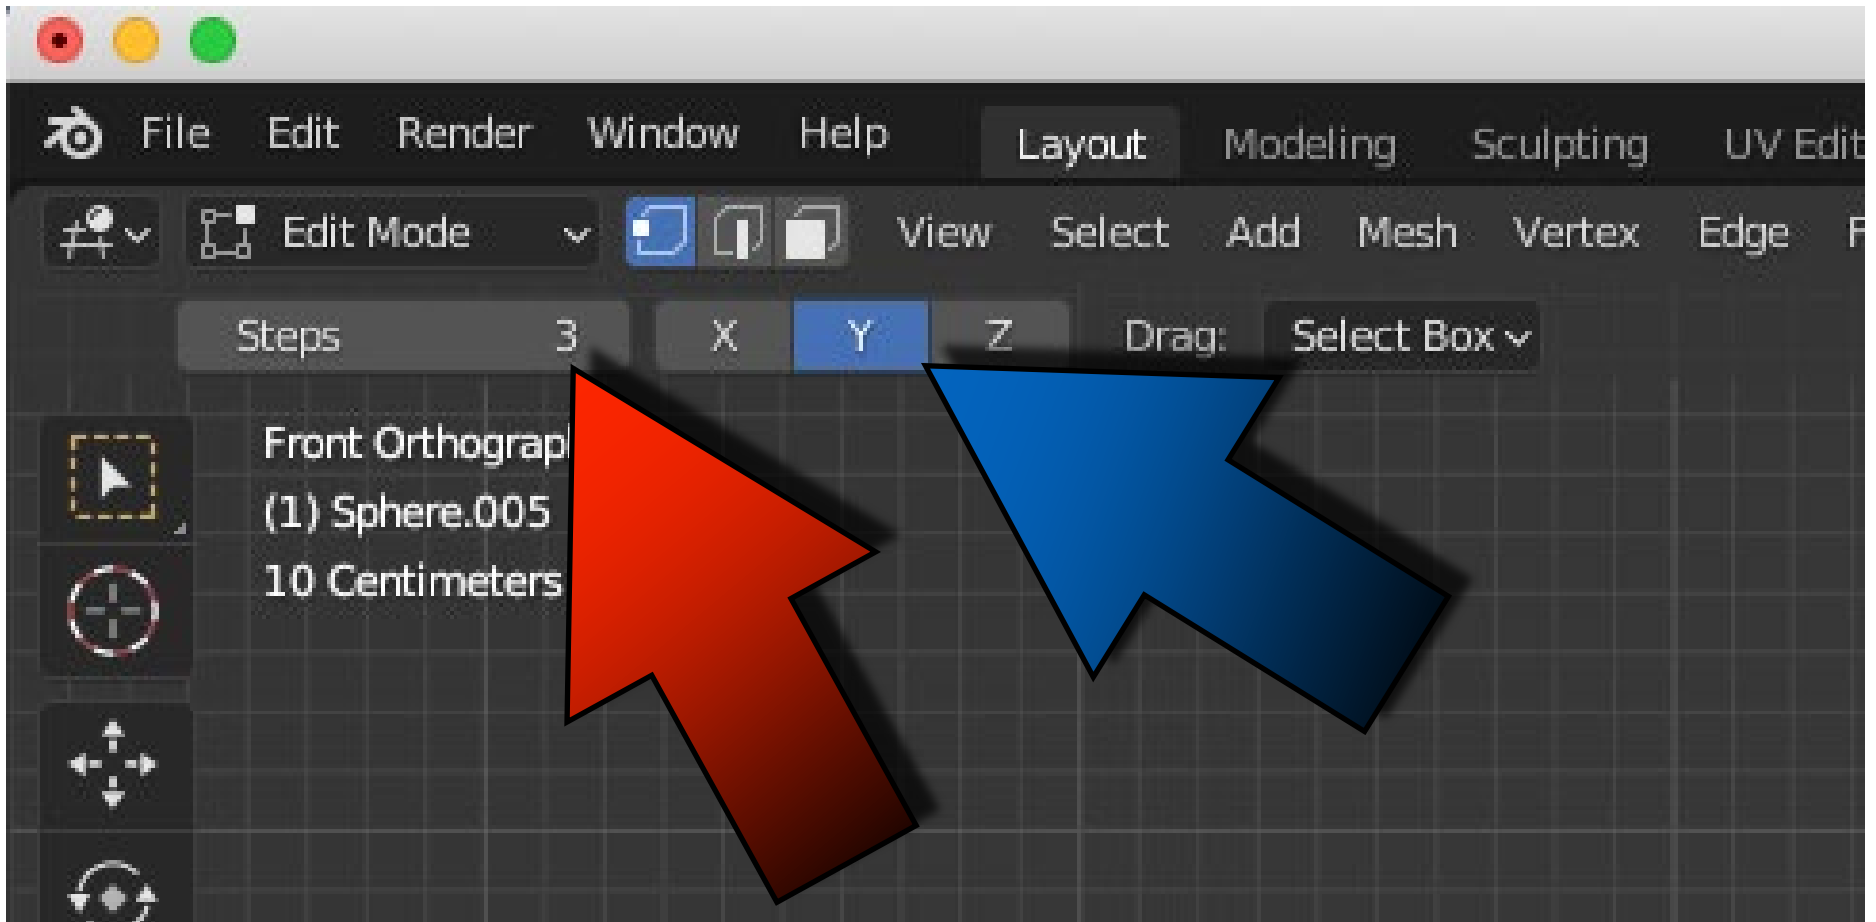 File Edit Render Window Help Layout Modeling Sculpting UV Edit
Edit Mode View Select Add Mesh Vertex Edge F
Steps 3 X Y Z Drag: Select Box
Front Orthograp
(1) Sphere.005
10 Centimeters